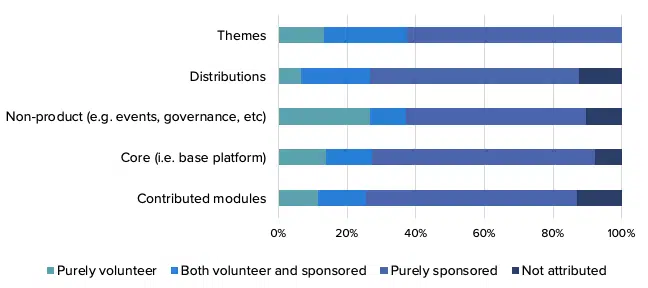 Themes
Distributions
Non-product (e.g. events, governance, etc)
Core (i.e. base platform)
Contributed modules
0% 20% 40% 60% 80% 100%
Purely volunteer Both volunteer and sponsored Purely sponsored Not attributed